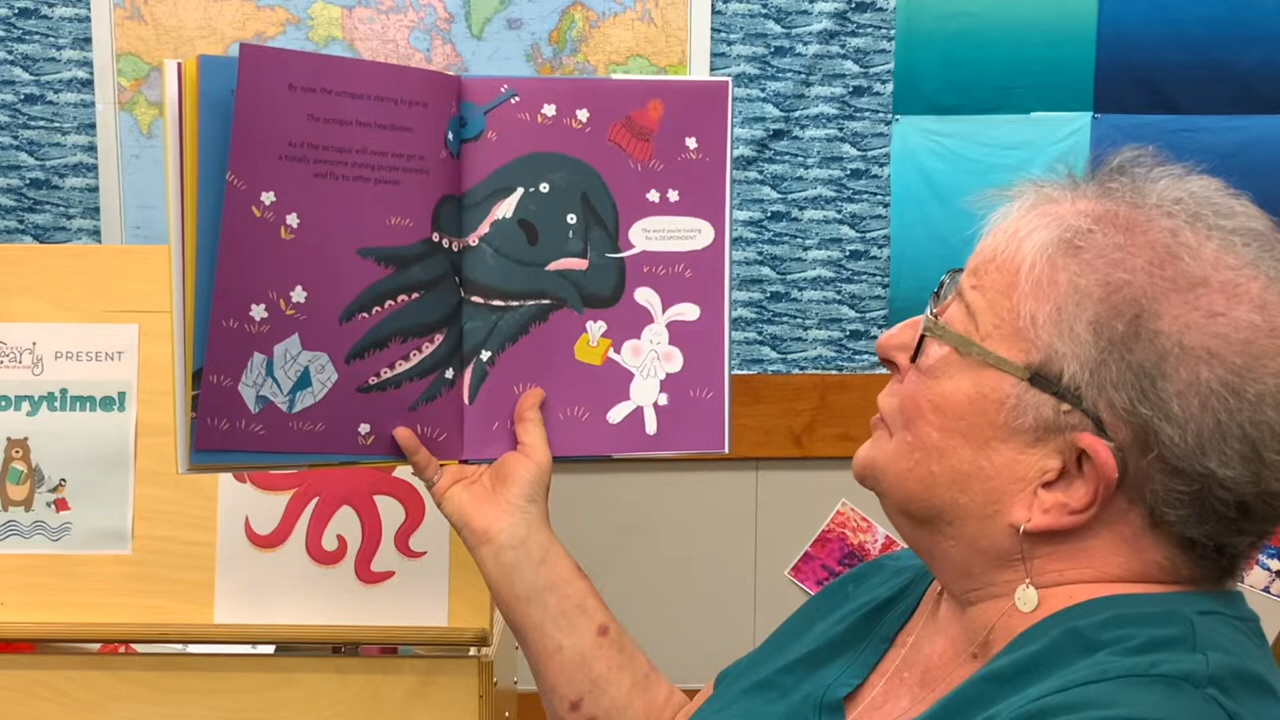 By now, the octopus is starting to give up.
The octopus feels heartbroken.
As if the octopus will never ever get an
a totally awesome shining purple
and fly to other galaxies.
The word you're looking
for is DESPONDENT.
early PRESENT
orytime!